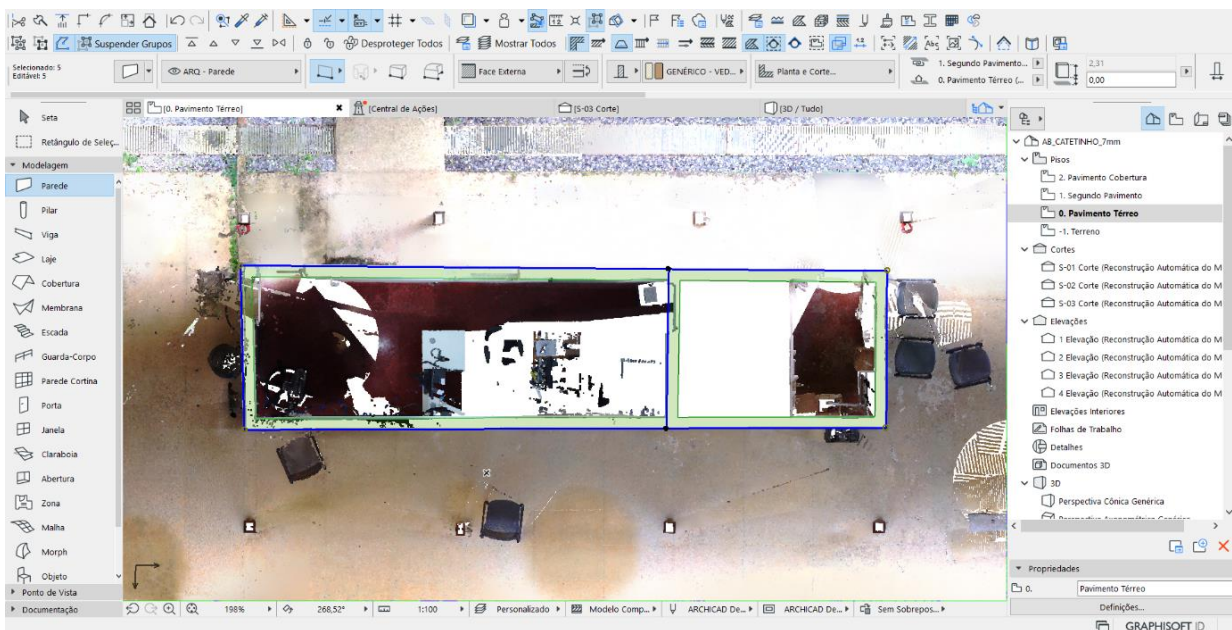 Suspender Grupos
Desproteger Todos
Mostrar Todos
Selecionado: 5
Editável: 5
ARQ - Parede
Face Externa
GENÉRICO - VED...
Planta e Corte...
1. Segundo Pavimento...
0. Pavimento Térreo (...
2,31
0,00
Seta
Retângulo de Seleç...
Modelagem
Parede
Pilar
Viga
Laje
Cobertura
Membrana
Escada
Guarda-Corpo
Parede Cortina
Porta
Janela
Claraboia
Abertura
Zona
Malha
Morph
Objeto
Ponto de Vista
Documentação
[0. Pavimento Térreo]
[Central de Ações]
[S-03 Corte]
[3D / Tudo]
AB_CATETINHO_7mm
Pisos
2. Pavimento Cobertura
1. Segundo Pavimento
0. Pavimento Térreo
-1. Terreno
Cortes
S-01 Corte (Reconstrução Automática do M
S-02 Corte (Reconstrução Automática do M
S-03 Corte (Reconstrução Automática do M
Elevações
1 Elevação (Reconstrução Automática do M
2 Elevação (Reconstrução Automática do M
3 Elevação (Reconstrução Automática do M
4 Elevação (Reconstrução Automática do M
Elevações Interiores
Folhas de Trabalho
Detalhes
Documentos 3D
3D
Perspectiva Cônica Genérica
Propriedades
0. Pavimento Térreo
Definições...
198%
268,52°
1:100
Personalizado
Modelo Comp...
ARCHICAD De...
ARCHICAD De...
Sem Sobrepos...
GRAPHISOFT ID